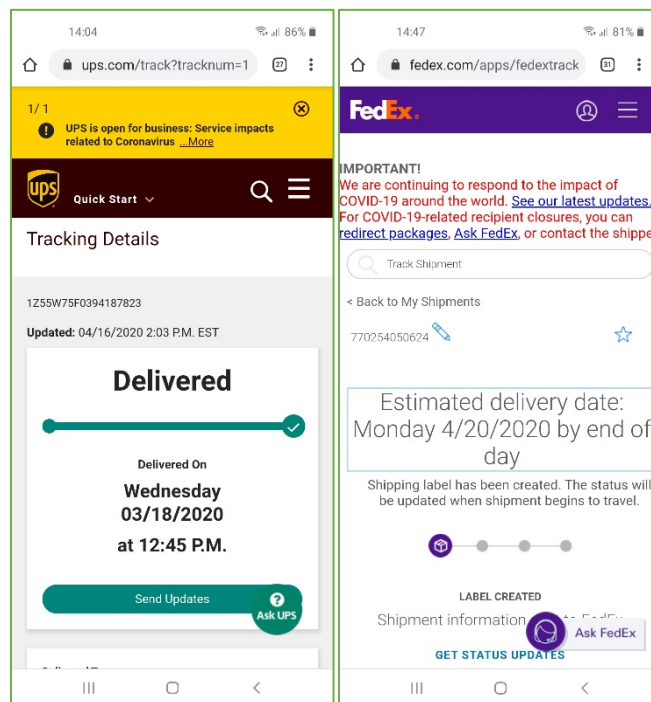 14:04
86%
ups.com/track?tracknum=1
27
1/ 1
UPS is open for business: Service impacts
related to Coronavirus ...More
ups
Quick Start
Tracking Details
1Z55W75F0394187823
Updated: 04/16/2020 2:03 P.M. EST
Delivered
Delivered On
Wednesday
03/18/2020
at 12:45 P.M.
Send Updates
?
Ask UPS
14:47
81%
fedex.com/apps/fedextrack
31
FedEx.
IMPORTANT!
We are continuing to respond to the impact of
COVID-19 around the world. See our latest updates.
For COVID-19-related recipient closures, you can
redirect packages, Ask FedEx, or contact the shippe
Track Shipment
< Back to My Shipments
770254050624
Estimated delivery date:
Monday 4/20/2020 by end of
day
Shipping label has been created. The status will
be updated when shipment begins to travel.
LABEL CREATED
Shipment information
Ask FedEx
GET STATUS UPDATES